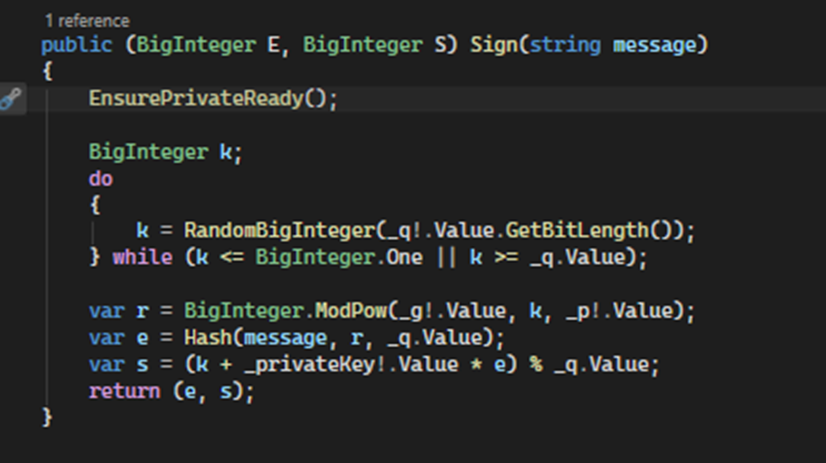 1 reference
public (BigInteger E, BigInteger S) Sign(string message)
{
EnsurePrivateReady();
BigInteger k;
do
{
k = RandomBigInteger(_q!.Value.GetBitLength());
} while (k <= BigInteger.One || k >= _q.Value);
var r = BigInteger.ModPow(_g!.Value, k, _p!.Value);
var e = Hash(message, r, _q.Value);
var s = (k + _privateKey!.Value * e) % _q.Value;
return (e, s);
}